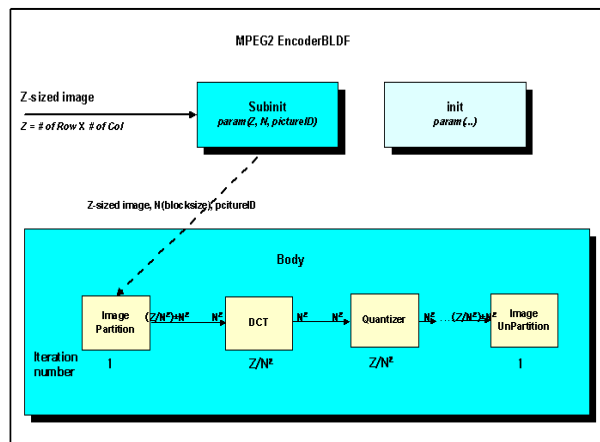 MPEG2 EncoderBLDF
Z-sized image
Z = # of Row X # of Col
Subinit
param(Z, N, pictureID)
init
param(...)
Z-sized image, N(blocksize), pcitureID
Body
Image
Partition
(Z/N²)*N²
N²
DCT
N²
N²
Quantizer
N²
...
(Z/N²)*N²
Image
UnPartition
Iteration
number
1
Z/N²
Z/N²
1